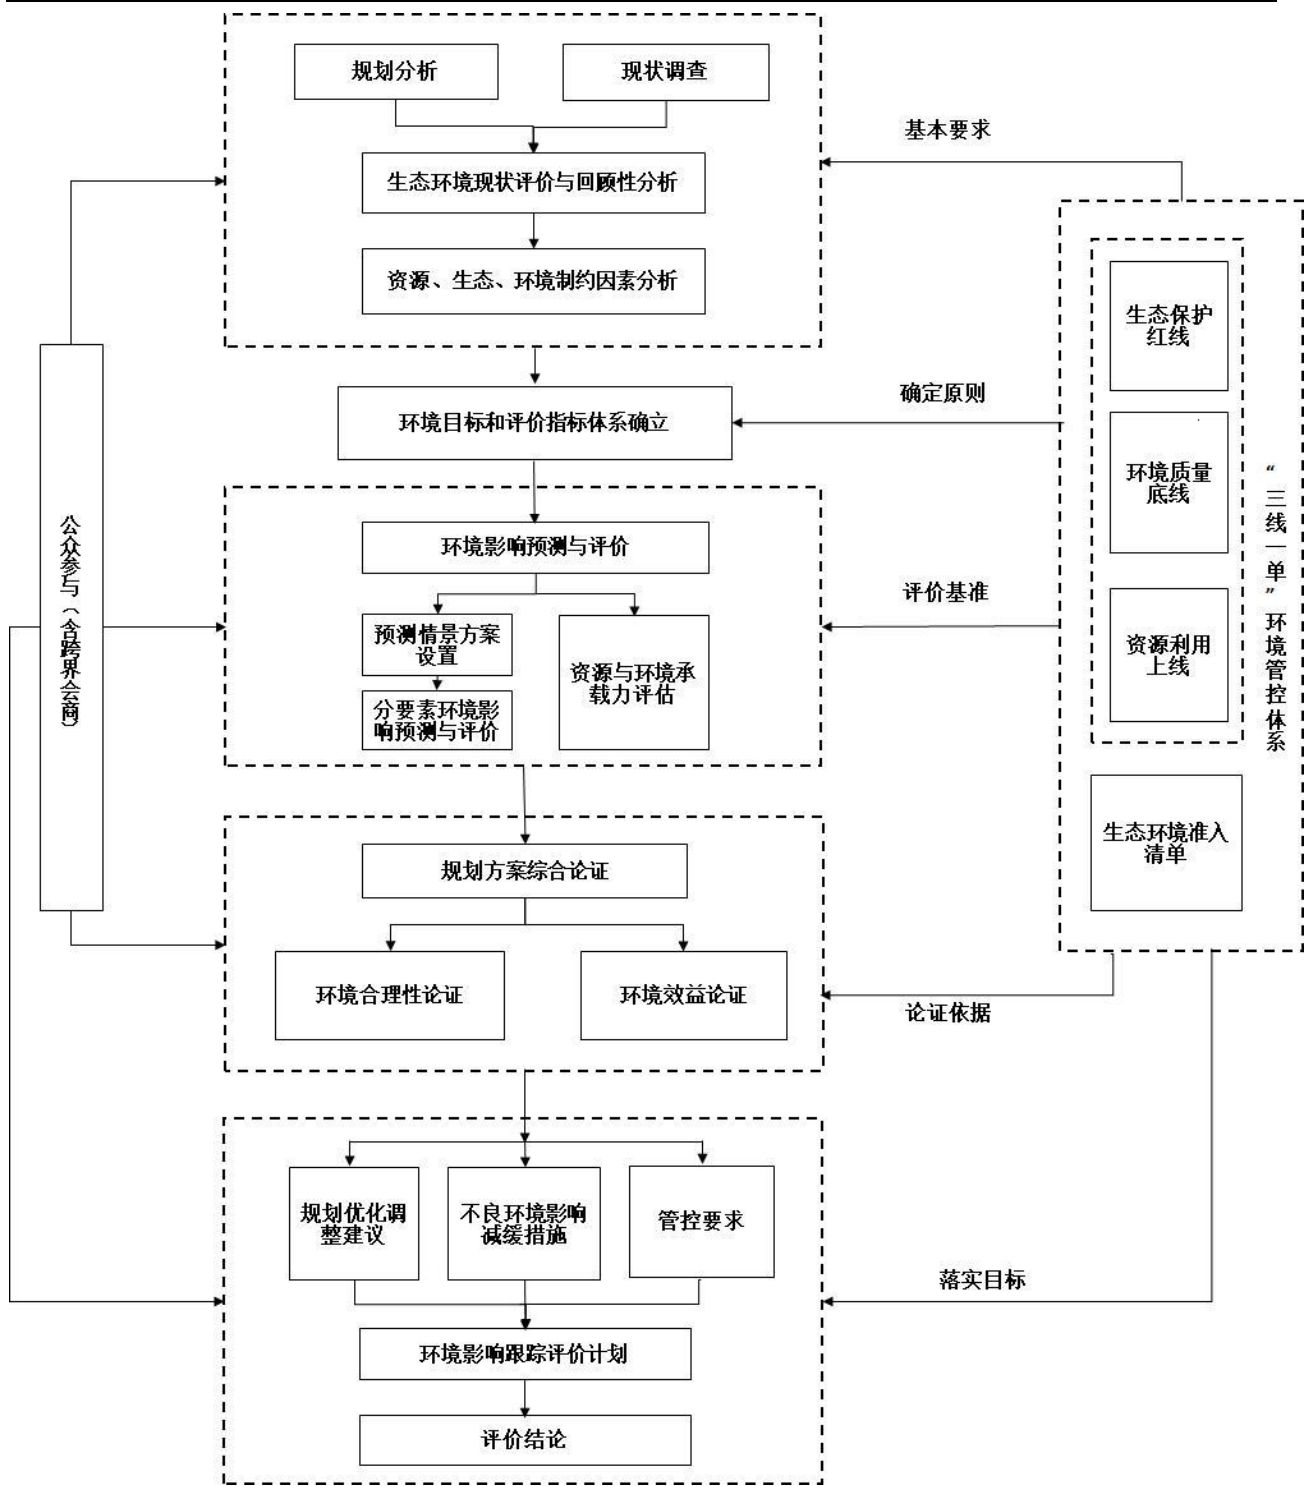 规划分析
现状调查
基本要求
生态环境现状评价与回顾性分析
资源、生态、环境制约因素分析
生态保护
红线
确定原则
环境目标和评价指标体系确立
环境质量
底线
“三线一单”环境管控体系
公众参与（含跨界会商）
环境影响预测与评价
评价基准
预测情景方案
设置
资源与环境承
载力评估
资源利用
上线
分要素环境影
响预测与评价
生态环境准入
清单
规划方案综合论证
环境合理性论证
环境效益论证
论证依据
规划优化调
整建议
不良环境影响
减缓措施
管控要求
落实目标
环境影响跟踪评价计划
评价结论